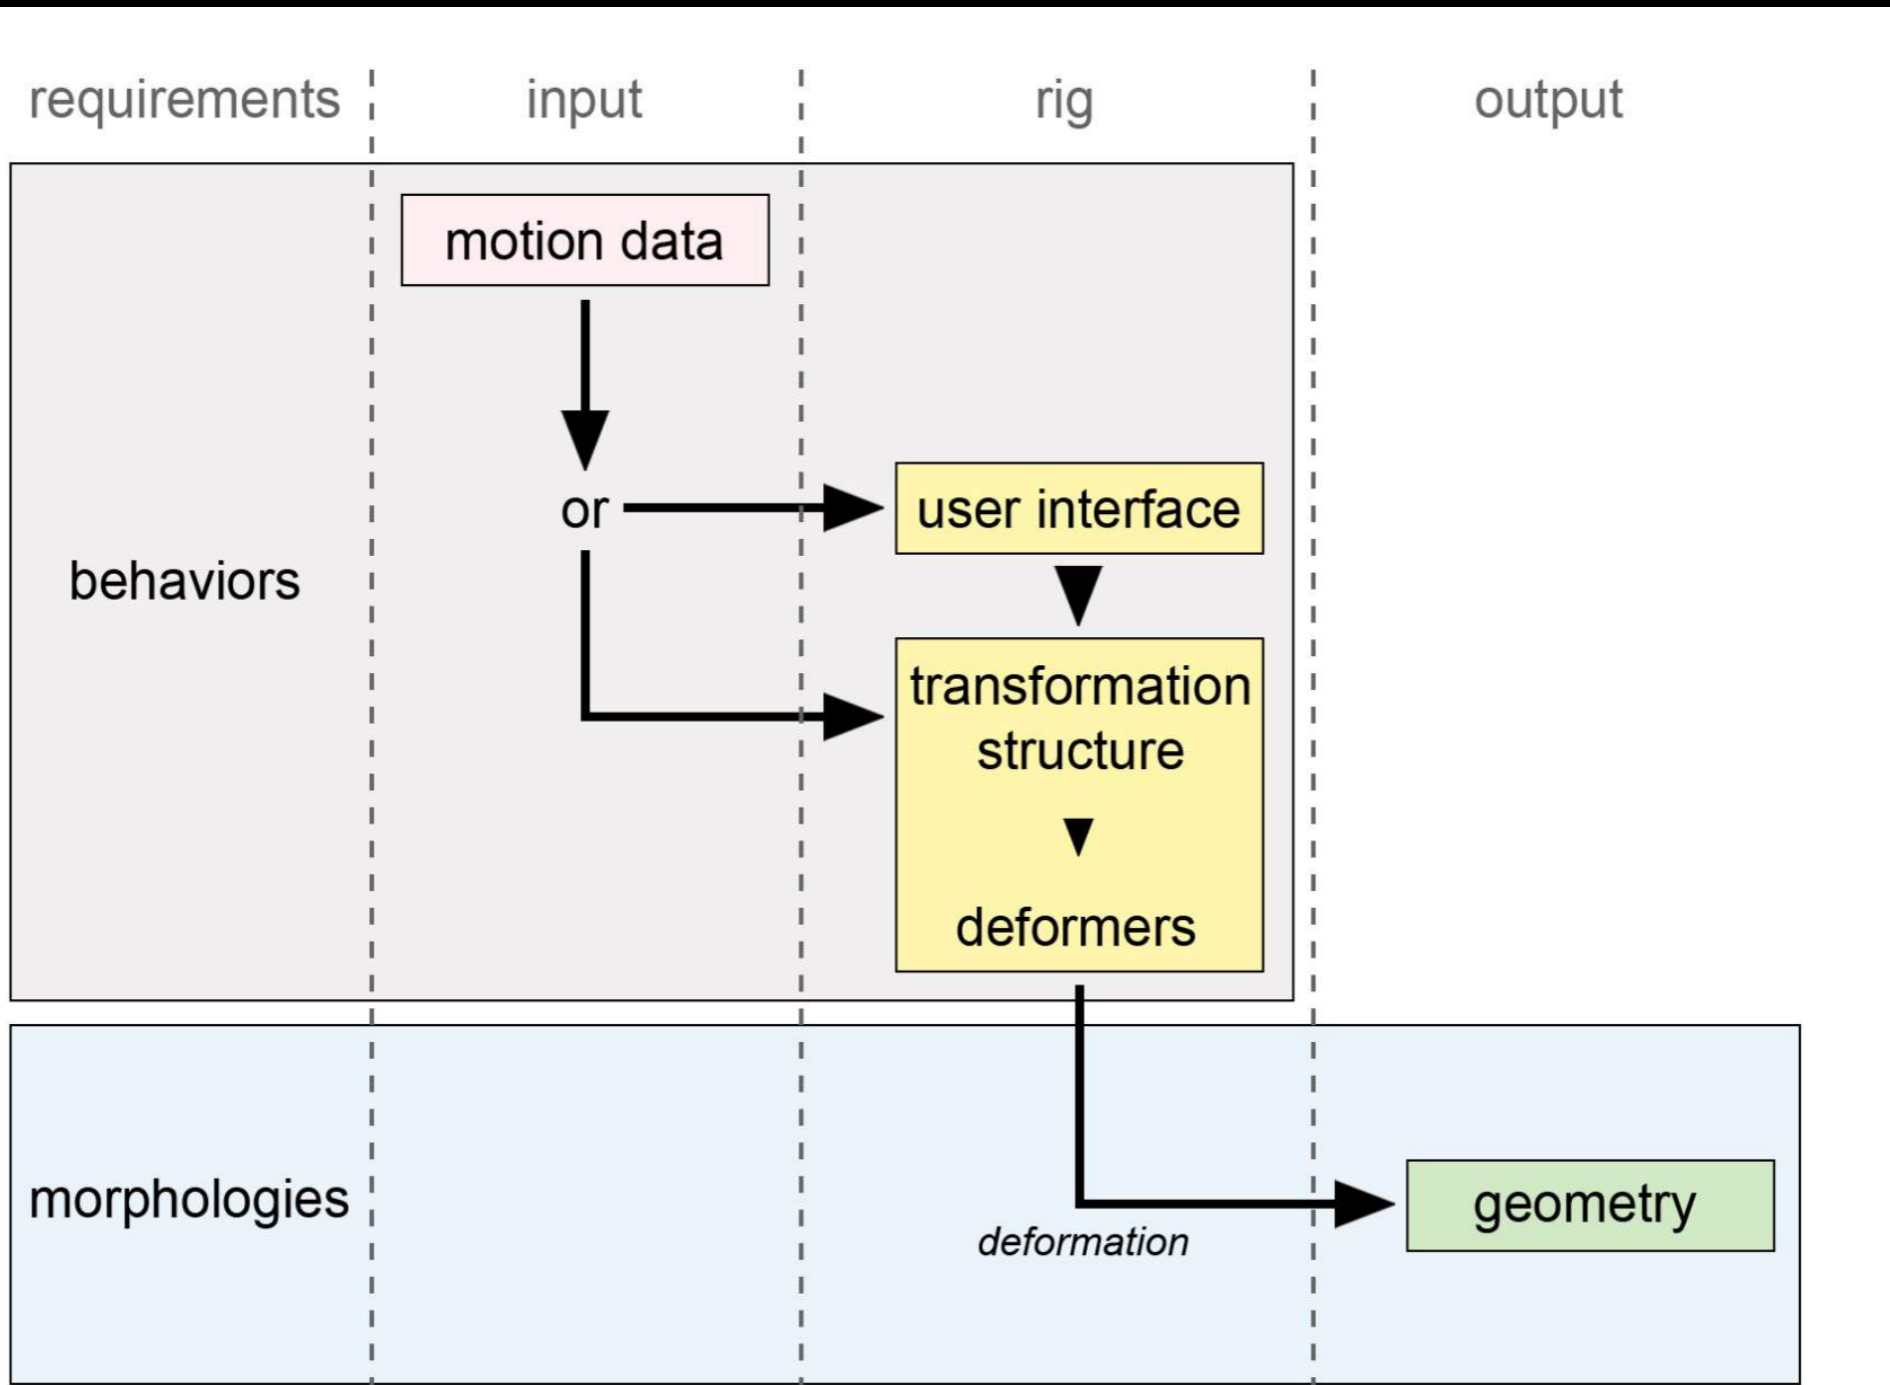 requirements
input
rig
output
motion data
or
user interface
behaviors
transformation
structure
deformers
morphologies
geometry
deformation